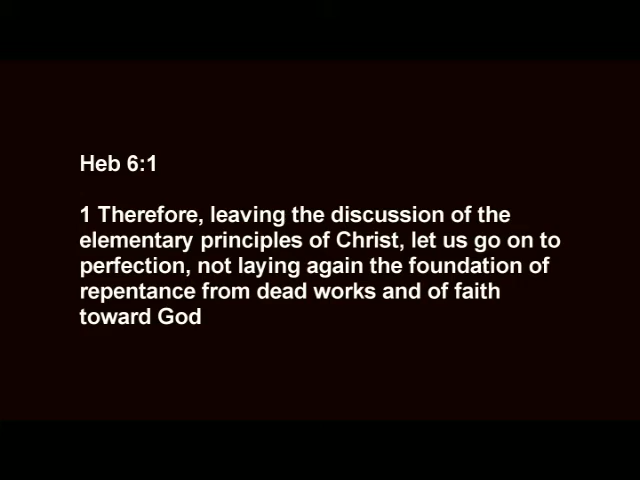 Heb 6:1
1 Therefore, leaving the discussion of the
elementary principles of Christ, let us go on to
perfection, not laying again the foundation of
repentance from dead works and of faith
toward God